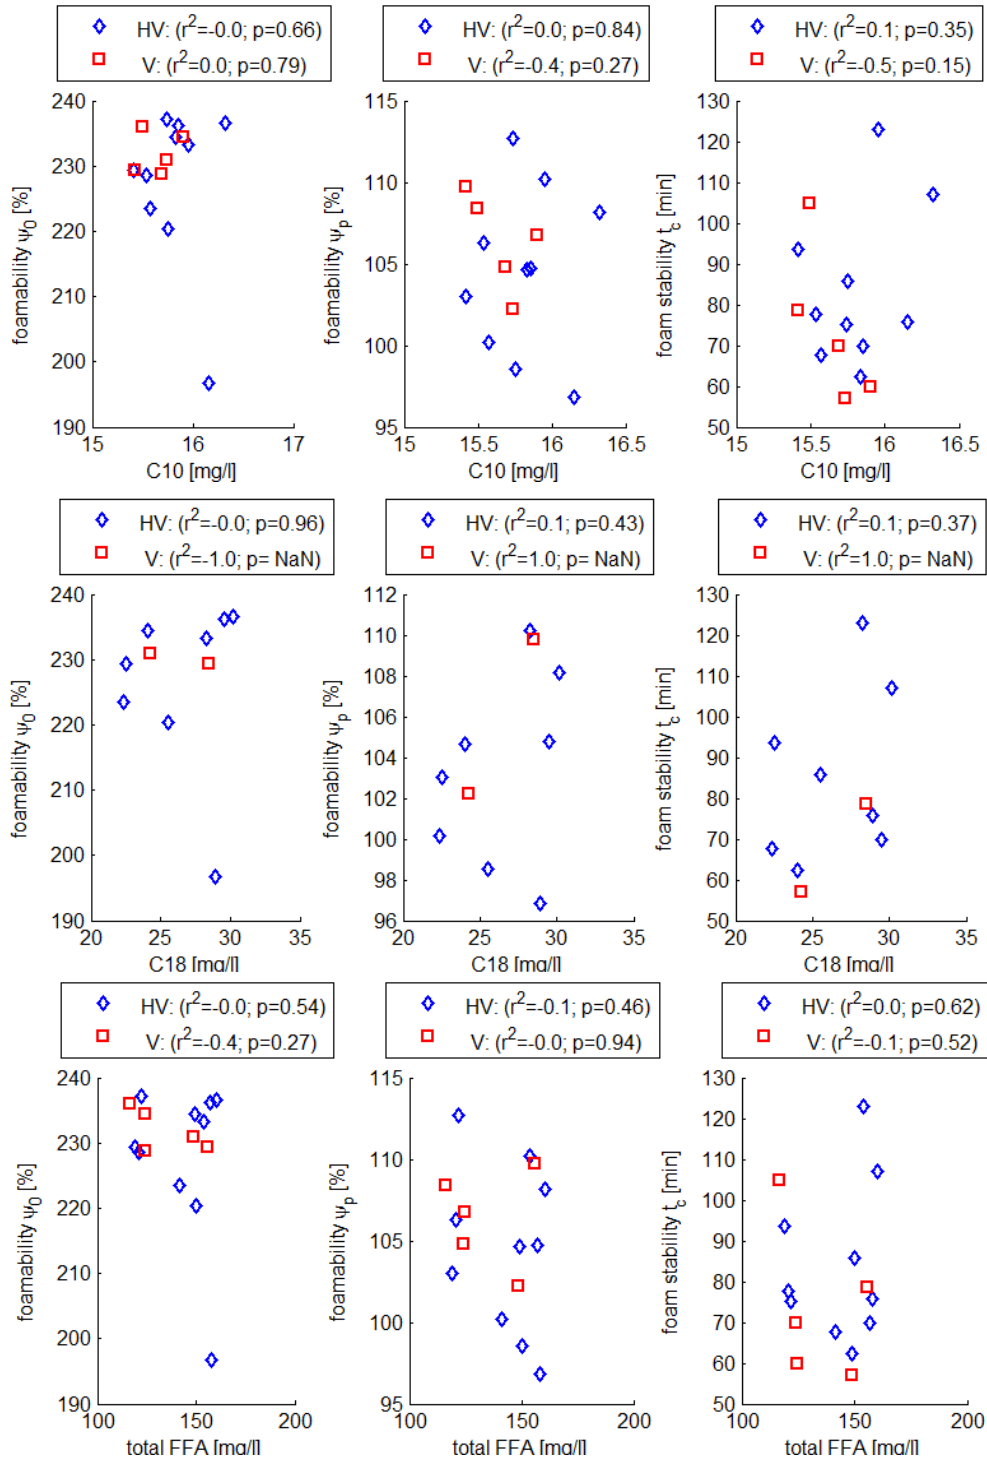 HV: (r²=-0.0; p=0.66)
V: (r²=0.0; p=0.79)
240
230
220
210
200
190
15
16
17
foamability ψ₀ [%]
C10 [mg/l]
HV: (r²=0.0; p=0.84)
V: (r²=-0.4; p=0.27)
115
110
105
100
95
15
15.5
16
16.5
foamability ψₚ [%]
C10 [mg/l]
HV: (r²=0.1; p=0.35)
V: (r²=-0.5; p=0.15)
130
120
110
100
90
80
70
60
50
15
15.5
16
16.5
foam stability t_c [min]
C10 [mg/l]
HV: (r²=-0.0; p=0.96)
V: (r²=-1.0; p= NaN)
240
230
220
210
200
190
20
25
30
35
foamability ψ₀ [%]
C18 [mg/l]
HV: (r²=0.1; p=0.43)
V: (r²=1.0; p= NaN)
112
110
108
106
104
102
100
98
96
20
25
30
35
foamability ψₚ [%]
C18 [mg/l]
HV: (r²=0.1; p=0.37)
V: (r²=1.0; p= NaN)
130
120
110
100
90
80
70
60
50
20
25
30
35
foam stability t_c [min]
C18 [mg/l]
HV: (r²=-0.0; p=0.54)
V: (r²=-0.4; p=0.27)
240
230
220
210
200
190
100
150
200
foamability ψ₀ [%]
total FFA [mg/l]
HV: (r²=-0.1; p=0.46)
V: (r²=-0.0; p=0.94)
115
110
105
100
95
100
150
200
foamability ψₚ [%]
total FFA [mg/l]
HV: (r²=0.0; p=0.62)
V: (r²=-0.1; p=0.52)
130
120
110
100
90
80
70
60
50
100
150
200
foam stability t_c [min]
total FFA [mg/l]